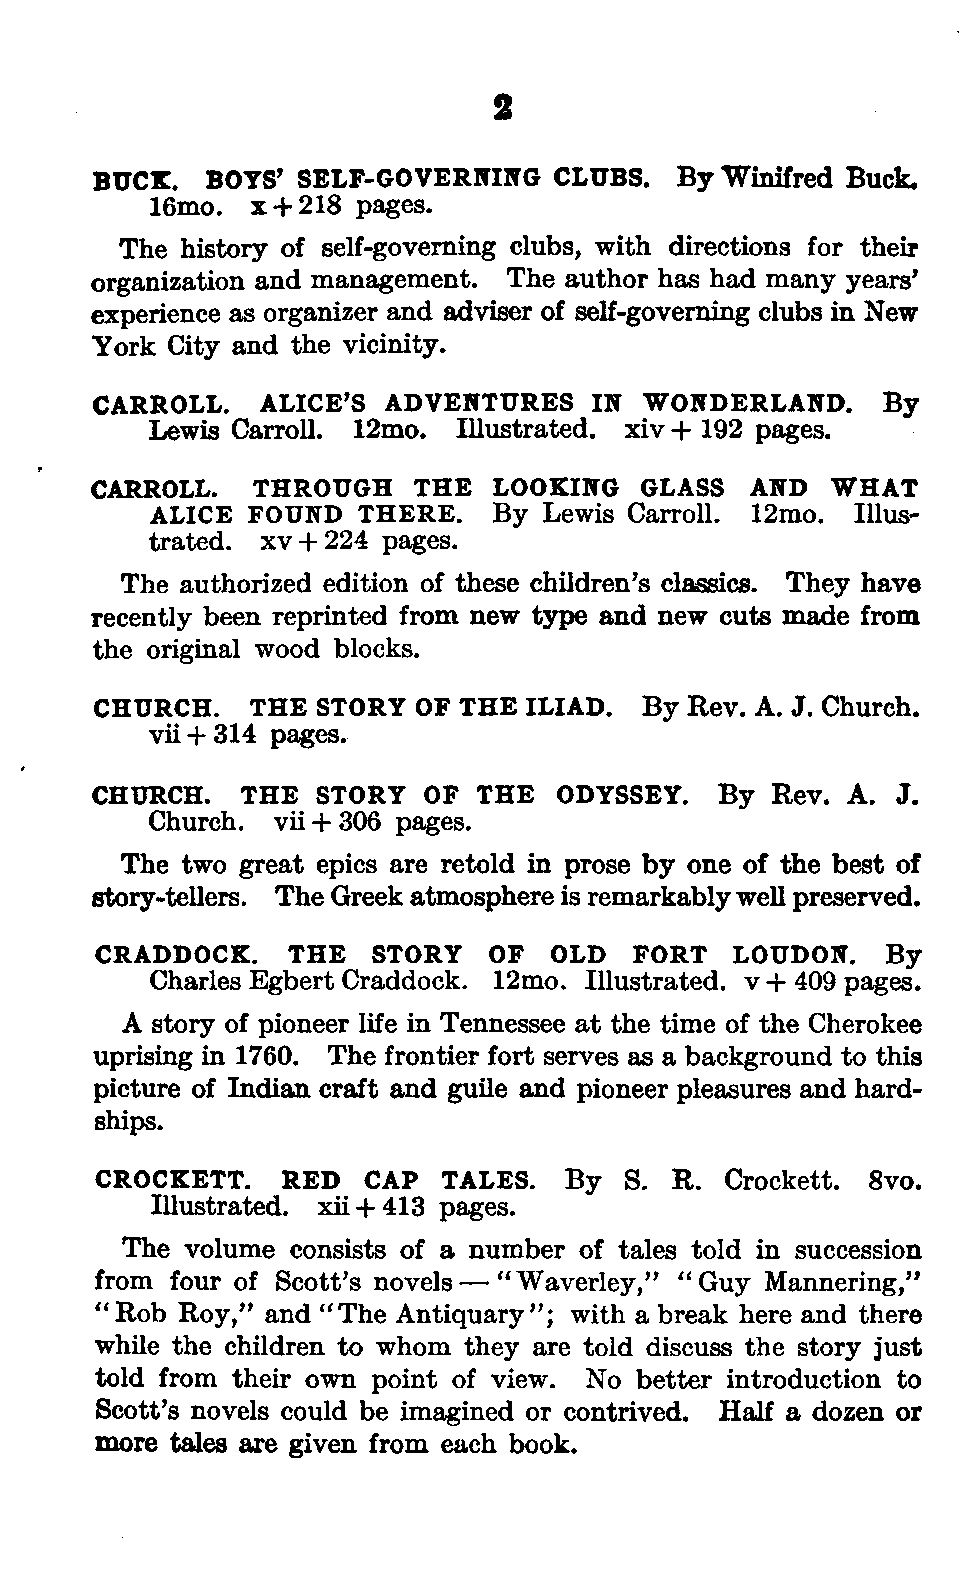 2
BUCK. BOYS' SELF-GOVERNING CLUBS. By Winifred Buck.
16mo. x + 218 pages.
The history of self-governing clubs, with directions for their
organization and management. The author has had many years'
experience as organizer and adviser of self-governing clubs in New
York City and the vicinity.
CARROLL. ALICE'S ADVENTURES IN WONDERLAND. By
Lewis Carroll. 12mo. Illustrated. xiv + 192 pages.
CARROLL. THROUGH THE LOOKING GLASS AND WHAT
ALICE FOUND THERE. By Lewis Carroll. 12mo. Illus-
trated. xv + 224 pages.
The authorized edition of these children's classics. They have
recently been reprinted from new type and new cuts made from
the original wood blocks.
CHURCH. THE STORY OF THE ILIAD. By Rev. A. J. Church.
vii + 314 pages.
CHURCH. THE STORY OF THE ODYSSEY. By Rev. A. J.
Church. vii + 306 pages.
The two great epics are retold in prose by one of the best of
story-tellers. The Greek atmosphere is remarkably well preserved.
CRADDOCK. THE STORY OF OLD FORT LOUDON. By
Charles Egbert Craddock. 12mo. Illustrated. v + 409 pages.
A story of pioneer life in Tennessee at the time of the Cherokee
uprising in 1760. The frontier fort serves as a background to this
picture of Indian craft and guile and pioneer pleasures and hard-
ships.
CROCKETT. RED CAP TALES. By S. R. Crockett. 8vo.
Illustrated. xii + 413 pages.
The volume consists of a number of tales told in succession
from four of Scott's novels — "Waverley," "Guy Mannering,"
"Rob Roy," and "The Antiquary"; with a break here and there
while the children to whom they are told discuss the story just
told from their own point of view. No better introduction to
Scott's novels could be imagined or contrived. Half a dozen or
more tales are given from each book.